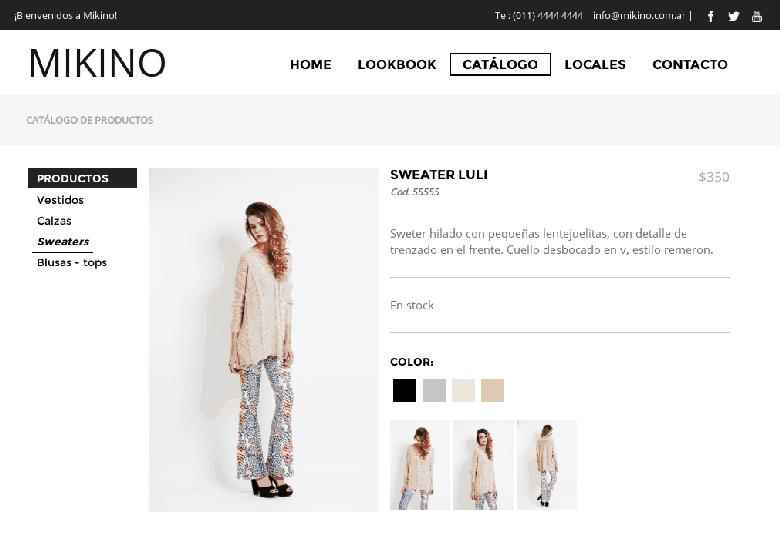 ¡Bienvenidos a Mikino!
Tel: (011) 4444 4444   info@mikino.com.ar |
MIKINO
HOME   LOOKBOOK   CATÁLOGO   LOCALES   CONTACTO
CATÁLOGO DE PRODUCTOS
PRODUCTOS
Vestidos
Calzas
Sweaters
Blusas - tops
SWEATER LULI   $350
Cod. 55555
Sweter hilado con pequeñas lentejuelitas, con detalle de
trenzado en el frente. Cuello desbocado en v, estilo remeron.
En stock
COLOR: